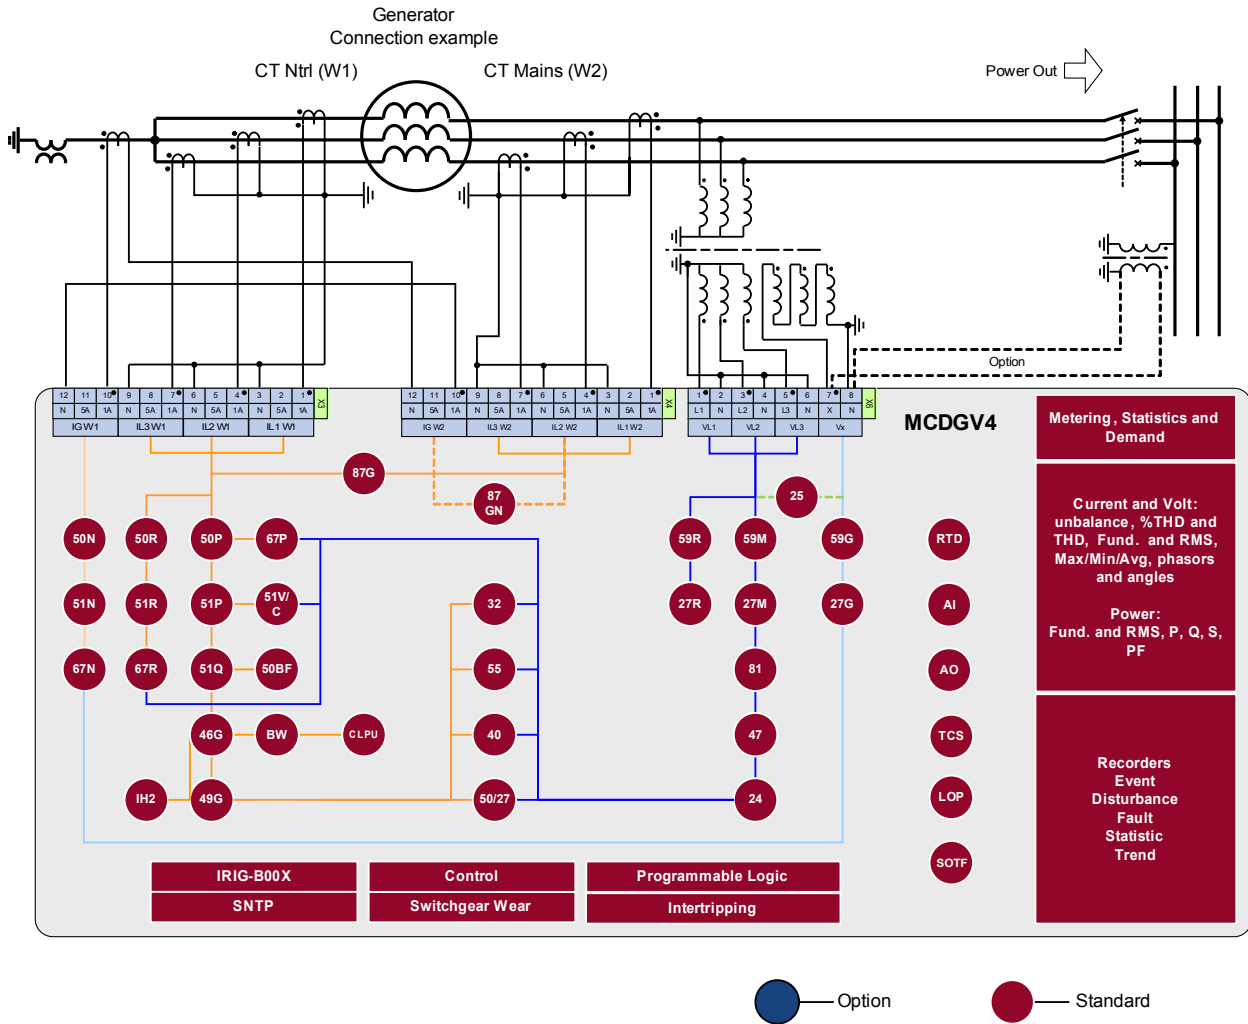 Generator
Connection example
CT Ntrl (W1)
CT Mains (W2)
Power Out
Option
12 11 10 9 8 7 6 5 4 3 2 1
N 5A 1A N 5A 1A N 5A 1A N 5A 1A
IG W1 IL3 W1 IL2 W1 IL1 W1
X3
12 11 10 9 8 7 6 5 4 3 2 1
N 5A 1A N 5A 1A N 5A 1A N 5A 1A
IG W2 IL3 W2 IL2 W2 IL1 W2
X4
1 2 3 4 5 6 7 8
L1 N L2 N L3 N X N
VL1 VL2 VL3 Vx
X6
MCDGV4
Metering, Statistics and
Demand
87G
87
GN
25
50N 50R 50P 67P 59R 59M 59G RTD
51N 51R 51P 51V/
C
32 27R 27M 27G AI
67N 67R 51Q 50BF 55 81 AO
46G BW CLPU 40 47 TCS
IH2 49G 50/27 24 LOP
SOTF
Current and Volt:
unbalance, %THD and
THD, Fund. and RMS,
Max/Min/Avg, phasors
and angles
Power:
Fund. and RMS, P, Q, S,
PF
Recorders
Event
Disturbance
Fault
Statistic
Trend
IRIG-B00X Control Programmable Logic
SNTP Switchgear Wear Intertripping
Option Standard